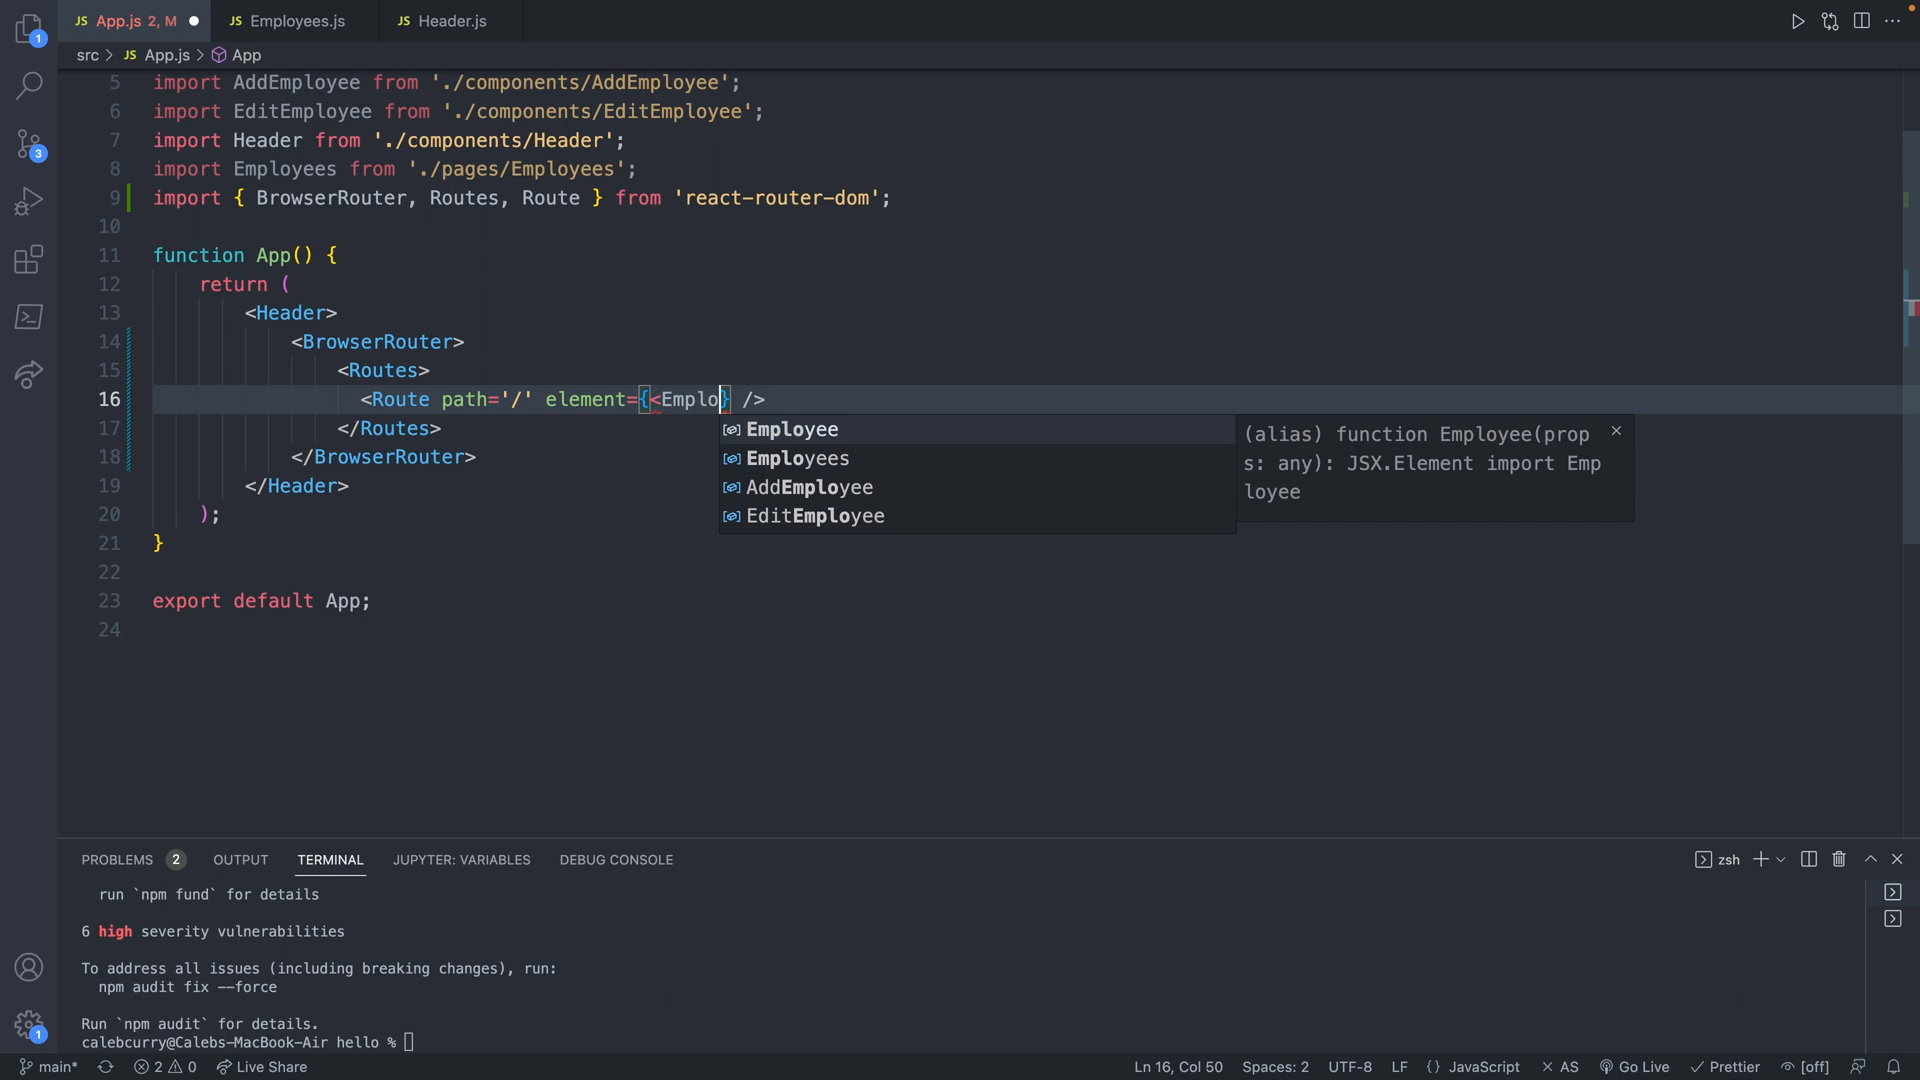 JS App.js 2, M ● JS Employees.js JS Header.js
1 src > JS App.js > App
5 import AddEmployee from './components/AddEmployee';
6 import EditEmployee from './components/EditEmployee';
7 import Header from './components/Header';
3
8 import Employees from './pages/Employees';
9 import { BrowserRouter, Routes, Route } from 'react-router-dom';
10
11 function App() {
12 return (
13 <Header>
14 <BrowserRouter>
15 <Routes>
16 <Route path='/' element={<Emplo} />
17 </Routes>
18 </BrowserRouter>
19 </Header>
20 );
21 }
22
23 export default App;
24
Employee
Employees
AddEmployee
EditEmployee
(alias) function Employee(prop
s: any): JSX.Element import Emp
loyee
PROBLEMS 2 OUTPUT TERMINAL JUPYTER: VARIABLES DEBUG CONSOLE zsh
run `npm fund` for details
6 high severity vulnerabilities
To address all issues (including breaking changes), run:
npm audit fix --force
Run `npm audit` for details.
calebcurry@Calebs-MacBook-Air hello %
1
main* 2 0 Live Share Ln 16, Col 50 Spaces: 2 UTF-8 LF {} JavaScript × AS Go Live ✓ Prettier [off]